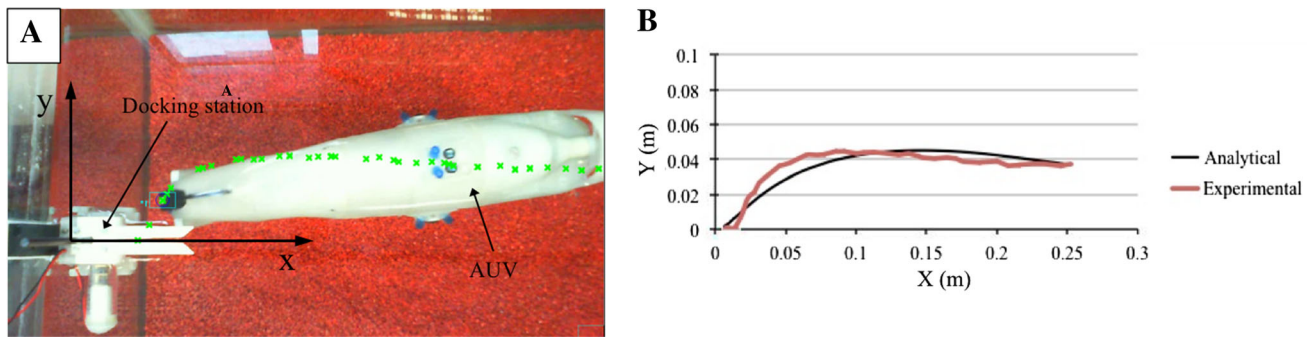 A
A
Docking station
y
X
AUV
B
0.1
0.08
0.06
0.04
0.02
0
0
0.05
0.1
0.15
0.2
0.25
0.3
Y (m)
X (m)
Analytical
Experimental